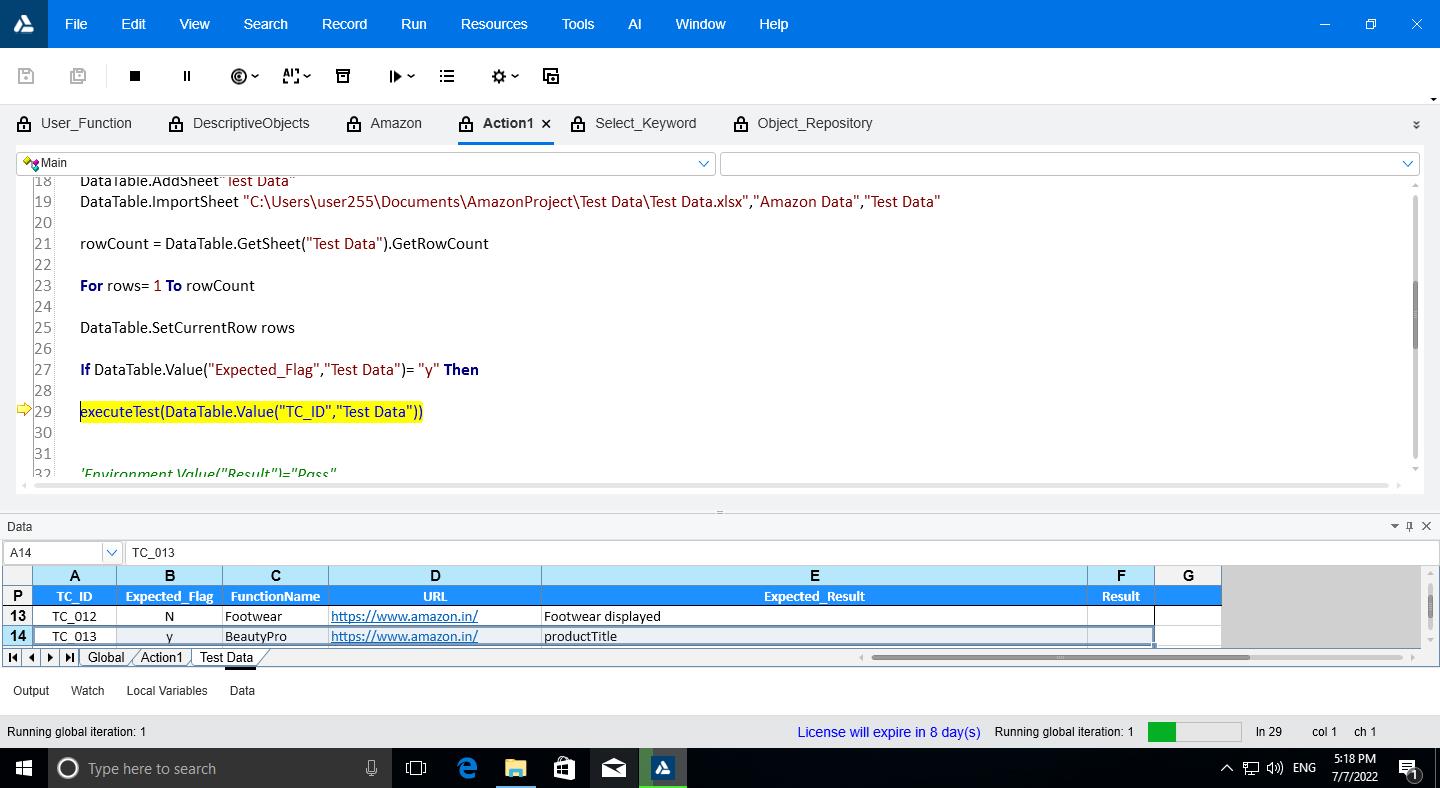 File Edit View Search Record Run Resources Tools AI Window Help
AI
User_Function DescriptiveObjects Amazon Action1 Select_Keyword Object_Repository
Main
18 DataTable.AddSheet"Test Data"
19 DataTable.ImportSheet "C:\Users\user255\Documents\AmazonProject\Test Data\Test Data.xlsx","Amazon Data","Test Data"
20
21 rowCount = DataTable.GetSheet("Test Data").GetRowCount
22
23 For rows= 1 To rowCount
24
25 DataTable.SetCurrentRow rows
26
27 If DataTable.Value("Expected_Flag","Test Data")= "y" Then
28
29 executeTest(DataTable.Value("TC_ID","Test Data"))
30
31
32 'Environment.Value("Result")="Pass"
Data
A14 TC_013
A B C D E F G
P TC_ID Expected_Flag FunctionName URL Expected_Result Result
13 TC_012 N Footwear https://www.amazon.in/ Footwear displayed
14 TC_013 y BeautyPro https://www.amazon.in/ productTitle
Global Action1 Test Data
Output Watch Local Variables Data
Running global iteration: 1 License will expire in 8 day(s) Running global iteration: 1 ln 29 col 1 ch 1
Type here to search ENG 5:18 PM 1
7/7/2022